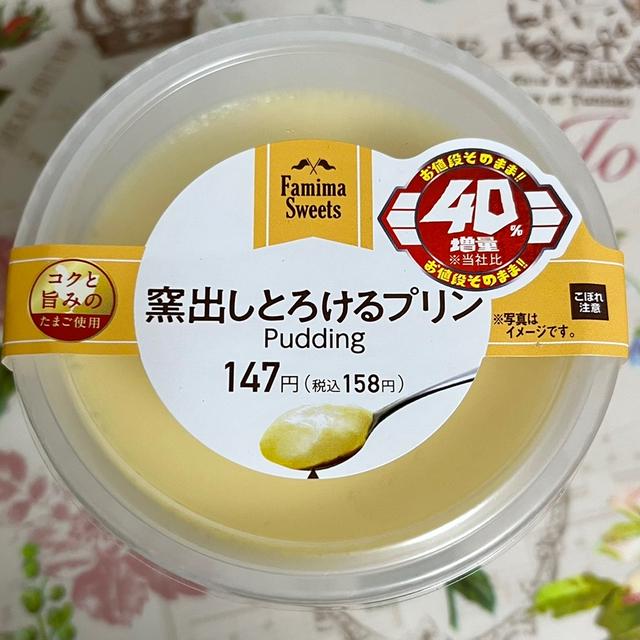 Famima
Sweets
お値段そのまま!!
40%
増量
※当社比
お値段そのまま!!
コクと
旨みの
たまご使用
窯出しとろけるプリン
Pudding
147円(税込158円)
※写真は
イメージです。
こぼれ
注意